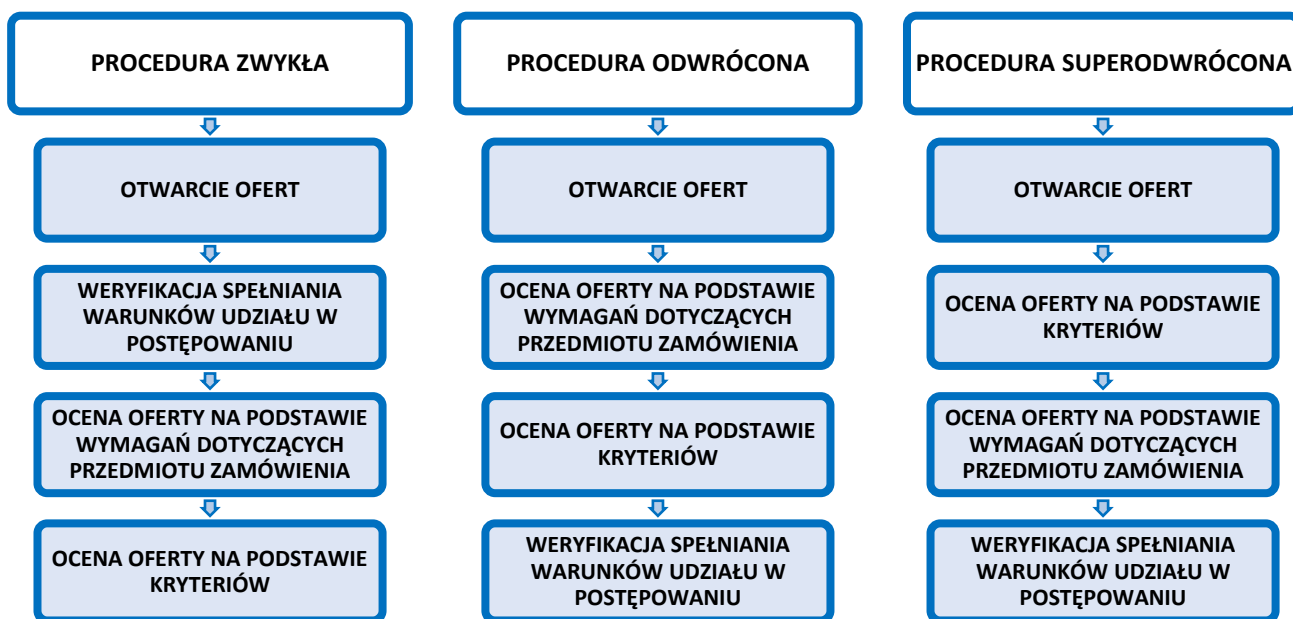 PROCEDURA ZWYKŁA
OTWARCIE OFERT
WERYFIKACJA SPEŁNIANIA
WARUNKÓW UDZIAŁU W
POSTĘPOWANIU
OCENA OFERTY NA PODSTAWIE
WYMAGAŃ DOTYCZĄCYCH
PRZEDMIOTU ZAMÓWIENIA
OCENA OFERTY NA PODSTAWIE
KRYTERIÓW
PROCEDURA ODWRÓCONA
OTWARCIE OFERT
OCENA OFERTY NA PODSTAWIE
WYMAGAŃ DOTYCZĄCYCH
PRZEDMIOTU ZAMÓWIENIA
OCENA OFERTY NA PODSTAWIE
KRYTERIÓW
WERYFIKACJA SPEŁNIANIA
WARUNKÓW UDZIAŁU W
POSTĘPOWANIU
PROCEDURA SUPERODWRÓCONA
OTWARCIE OFERT
OCENA OFERTY NA PODSTAWIE
KRYTERIÓW
OCENA OFERTY NA PODSTAWIE
WYMAGAŃ DOTYCZĄCYCH
PRZEDMIOTU ZAMÓWIENIA
WERYFIKACJA SPEŁNIANIA
WARUNKÓW UDZIAŁU W
POSTĘPOWANIU